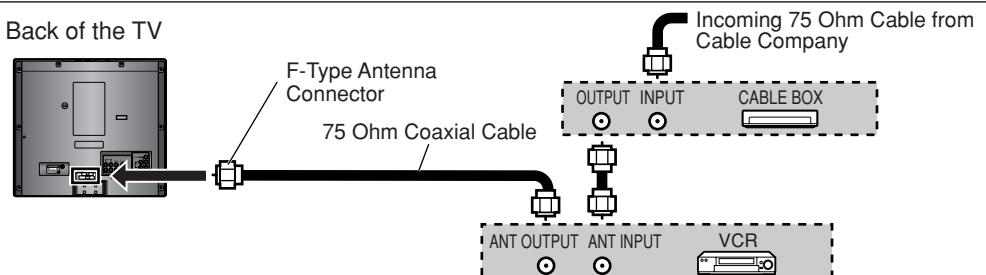 Back of the TV
Incoming 75 Ohm Cable from
Cable Company
F-Type Antenna
Connector
OUTPUT INPUT CABLE BOX
75 Ohm Coaxial Cable
ANT OUTPUT ANT INPUT VCR